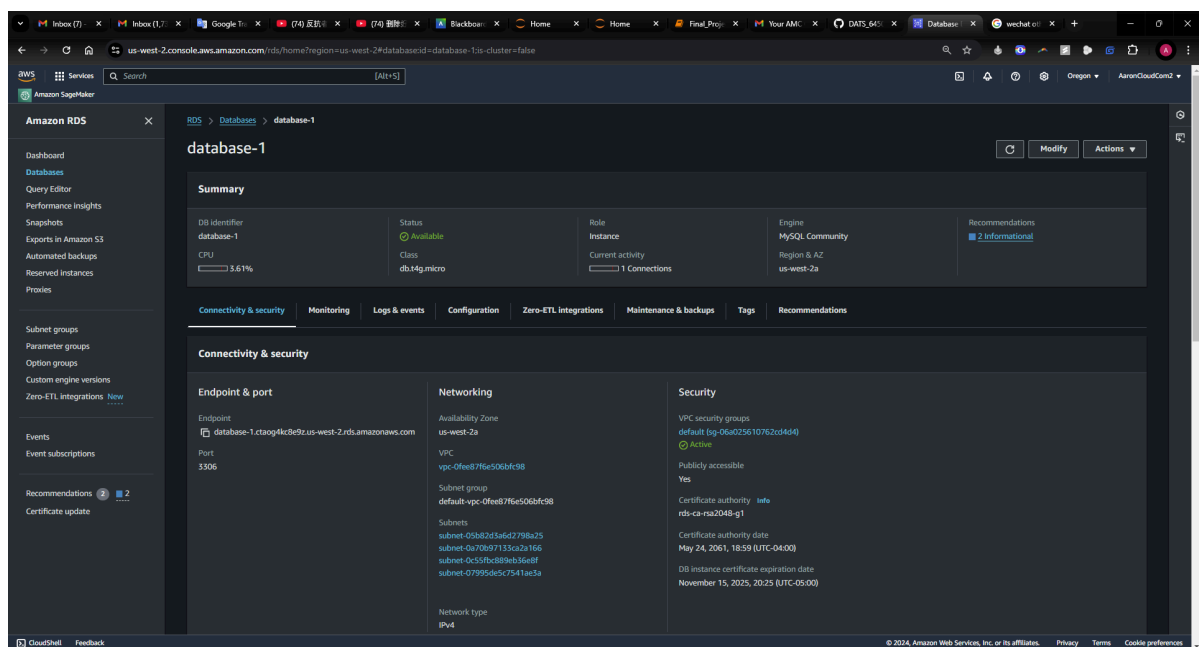 Inbox (7) -
Inbox (1,7
Google Tr
(74) 反抗
(74) 删除
Blackboar
Home
Home
Final_Proj
Your AMC
DATS_645
Database
wechat ot
us-west-2.console.aws.amazon.com/rds/home?region=us-west-2#database:id=database-1;is-cluster=false
aws
Services
Search
[Alt+S]
Oregon
AaronCloudCom2
Amazon SageMaker
Amazon RDS
Dashboard
Databases
Query Editor
Performance insights
Snapshots
Exports in Amazon S3
Automated backups
Reserved instances
Proxies
Subnet groups
Parameter groups
Option groups
Custom engine versions
Zero-ETL integrations New
Events
Event subscriptions
Recommendations 2 2
Certificate update
RDS > Databases > database-1
database-1
Modify
Actions
Summary
DB identifier
database-1
Status
Available
Role
Instance
Engine
MySQL Community
Recommendations
2 Informational
CPU
3.61%
Class
db.t4g.micro
Current activity
1 Connections
Region & AZ
us-west-2a
Connectivity & security
Monitoring
Logs & events
Configuration
Zero-ETL integrations
Maintenance & backups
Tags
Recommendations
Connectivity & security
Endpoint & port
Endpoint
database-1.ctaog4kc8e9z.us-west-2.rds.amazonaws.com
Port
3306
Networking
Availability Zone
us-west-2a
VPC
vpc-0fee87f6e506bfc98
Subnet group
default-vpc-0fee87f6e506bfc98
Subnets
subnet-05b82d3a6d2798a25
subnet-0a70b97133ca2a166
subnet-0c55fbc889eb36e8f
subnet-07995de5c7541ae3a
Network type
IPv4
Security
VPC security groups
default (sg-06a025610762cd4d4)
Active
Publicly accessible
Yes
Certificate authority Info
rds-ca-rsa2048-g1
Certificate authority date
May 24, 2061, 18:59 (UTC-04:00)
DB instance certificate expiration date
November 15, 2025, 20:25 (UTC-05:00)
CloudShell
Feedback
© 2024, Amazon Web Services, Inc. or its affiliates.
Privacy
Terms
Cookie preferences